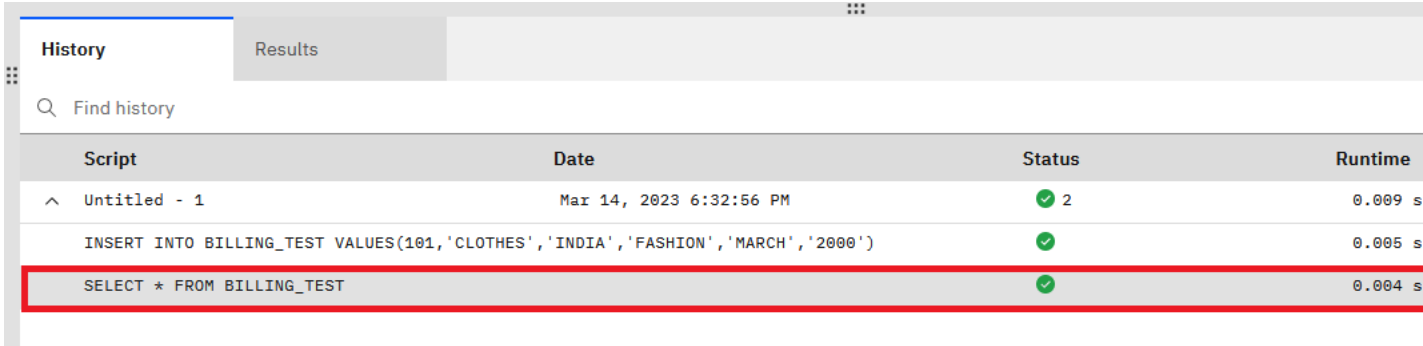 History Results
Find history
Script Date Status Runtime
Untitled - 1 Mar 14, 2023 6:32:56 PM 2 0.009 s
INSERT INTO BILLING_TEST VALUES(101,'CLOTHES','INDIA','FASHION','MARCH','2000') 0.005 s
SELECT * FROM BILLING_TEST 0.004 s